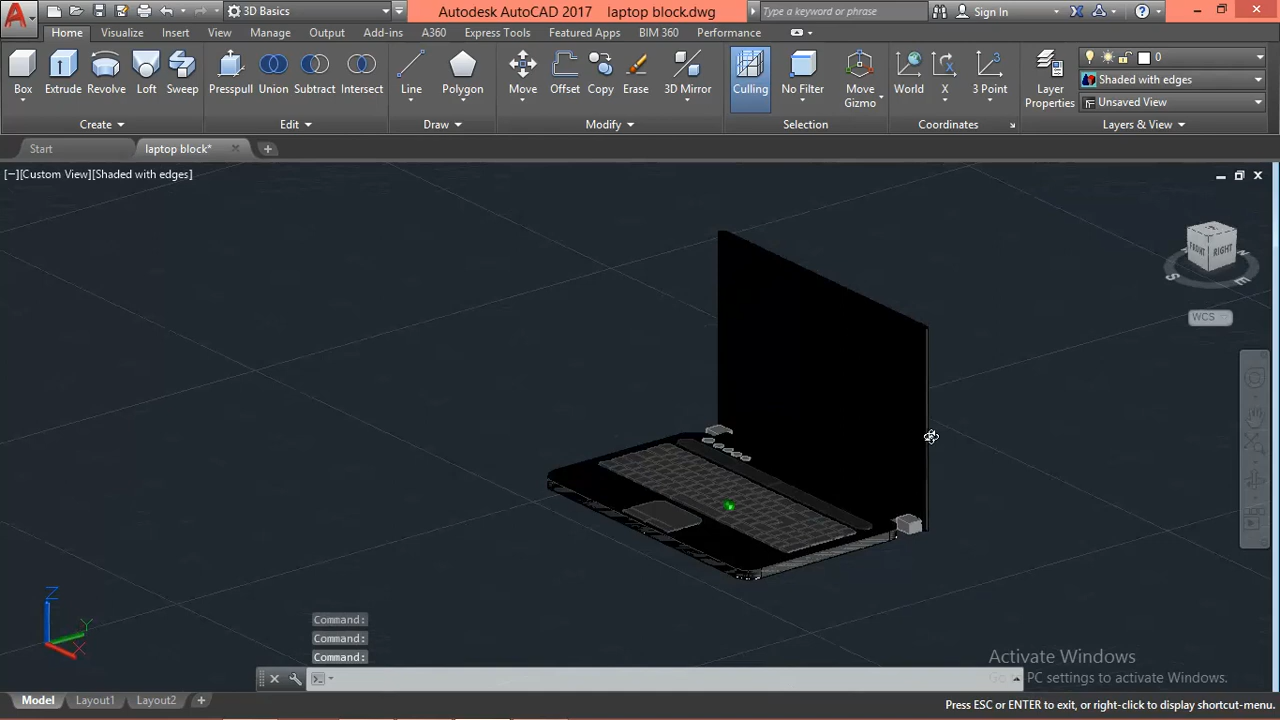 3D Basics
Autodesk AutoCAD 2017 laptop block.dwg
Type a keyword or phrase
Sign In
Home Visualize Insert View Manage Output Add-ins A360 Express Tools Featured Apps BIM 360 Performance
Box Extrude Revolve Loft Sweep Presspull Union Subtract Intersect Line Polygon Move Offset Copy Erase 3D Mirror Culling No Filter Move Gizmo World X 3 Point Layer Properties
0
Shaded with edges
Unsaved View
Create Edit Draw Modify Selection Coordinates Layers & View
Start laptop block*
[−][Custom View][Shaded with edges]
FRONT RIGHT
S E
WCS
Z
Y
X
Command:
Command:
Command:
Activate Windows
PC settings to activate Windows.
Model Layout1 Layout2
Press ESC or ENTER to exit, or right-click to display shortcut-menu.